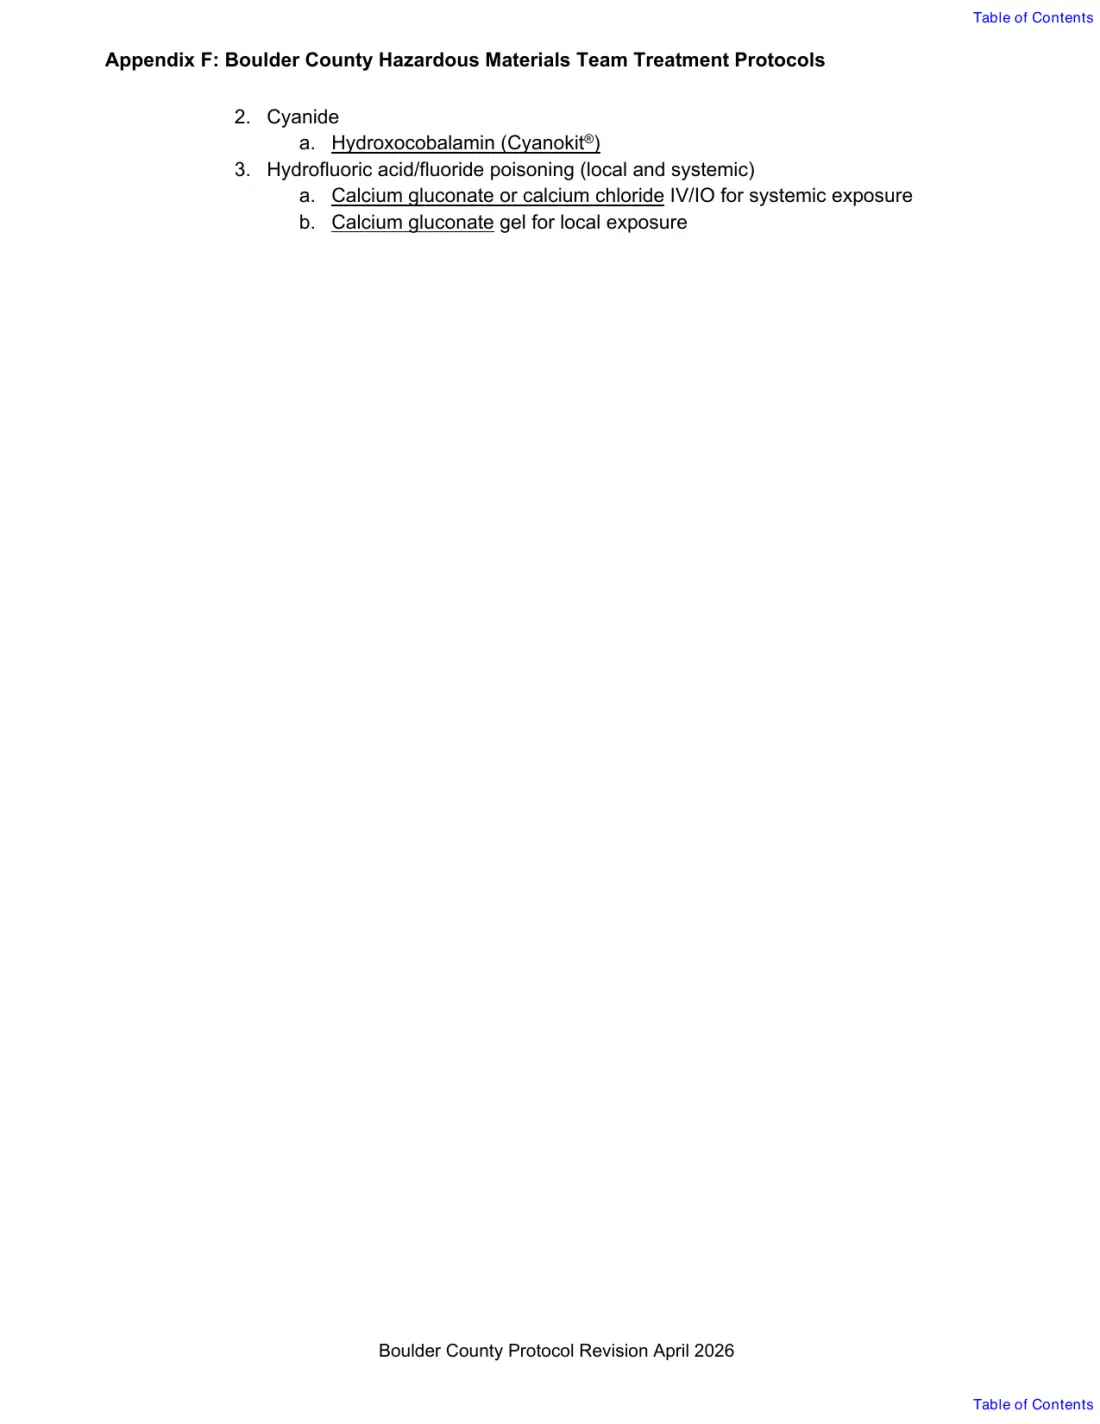 Table of Contents
Appendix F: Boulder County Hazardous Materials Team Treatment Protocols
2. Cyanide
a. Hydroxocobalamin (Cyanokit®)
3. Hydrofluoric acid/fluoride poisoning (local and systemic)
a. Calcium gluconate or calcium chloride IV/IO for systemic exposure
b. Calcium gluconate gel for local exposure
Boulder County Protocol Revision April 2026
Table of Contents